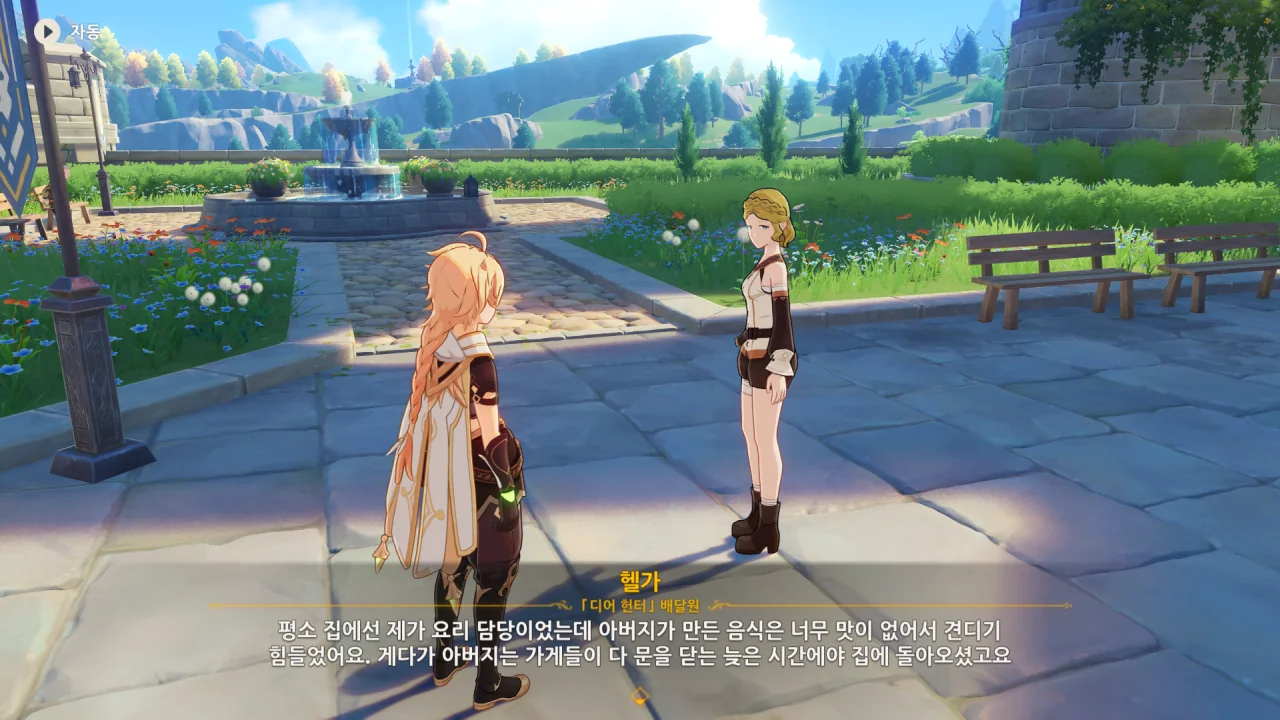 자동
헬가
「디어 헌터」 배달원
평소 집에선 제가 요리 담당이었는데 아버지가 만든 음식은 너무 맛이 없어서 견디기
힘들었어요. 게다가 아버지는 가게들이 다 문을 닫는 늦은 시간에야 집에 돌아오셨고요